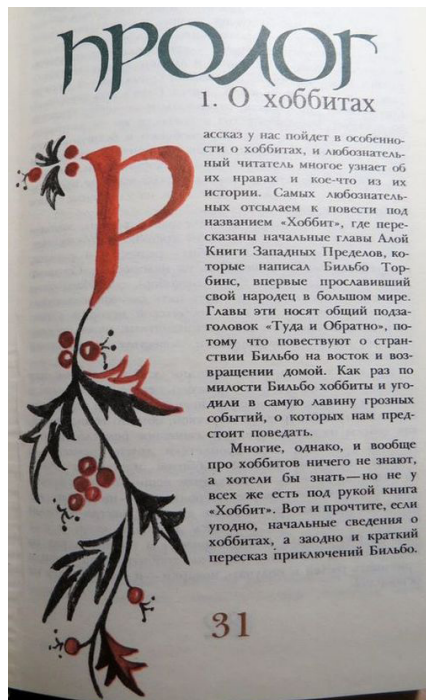 ПРОЛОГ
1. О хоббитах
Рассказ у нас пойдет в особенно-
сти о хоббитах, и любознатель-
ный читатель многое узнает об
их нравах и кое-что из их
истории. Самых любознатель-
ных отсылаем к повести под
названием «Хоббит», где пере-
сказаны начальные главы Алой
Книги Западных Пределов, ко-
торые написал Бильбо Тор-
бинс, впервые прославивший
свой народец в большом мире.
Главы эти носят общий подза-
головок «Туда и Обратно», по-
тому что повествуют о стран-
ствии Бильбо на восток и воз-
вращении домой. Как раз по
милости Бильбо хоббиты и уго-
дили в самую лавину грозных
событий, о которых нам пред-
стоит поведать.
Многие, однако, и вообще
про хоббитов ничего не знают,
а хотели бы знать — но не у
всех же есть под рукой книга
«Хоббит». Вот и прочтите, если
угодно, начальные сведения о
хоббитах, а заодно и краткий
пересказ приключений Бильбо.
31